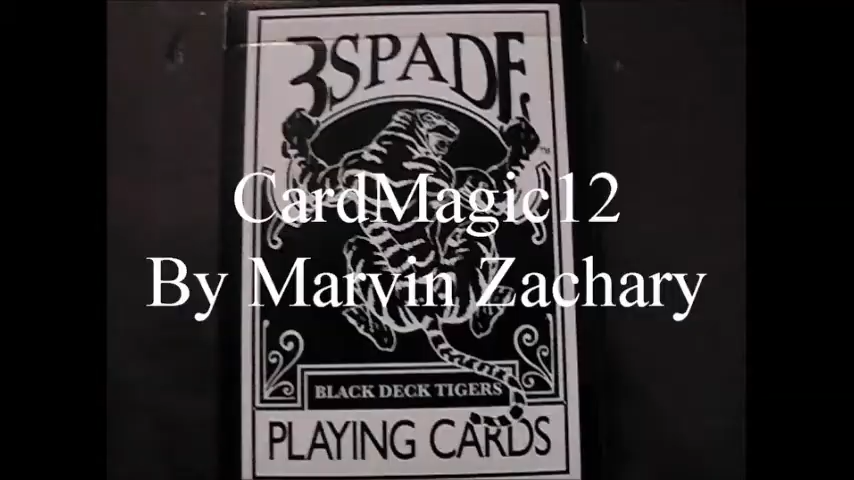 3SPADE
CardMagic12
By Marvin Zachary
BLACK DECK TIGERS
PLAYING CARDS